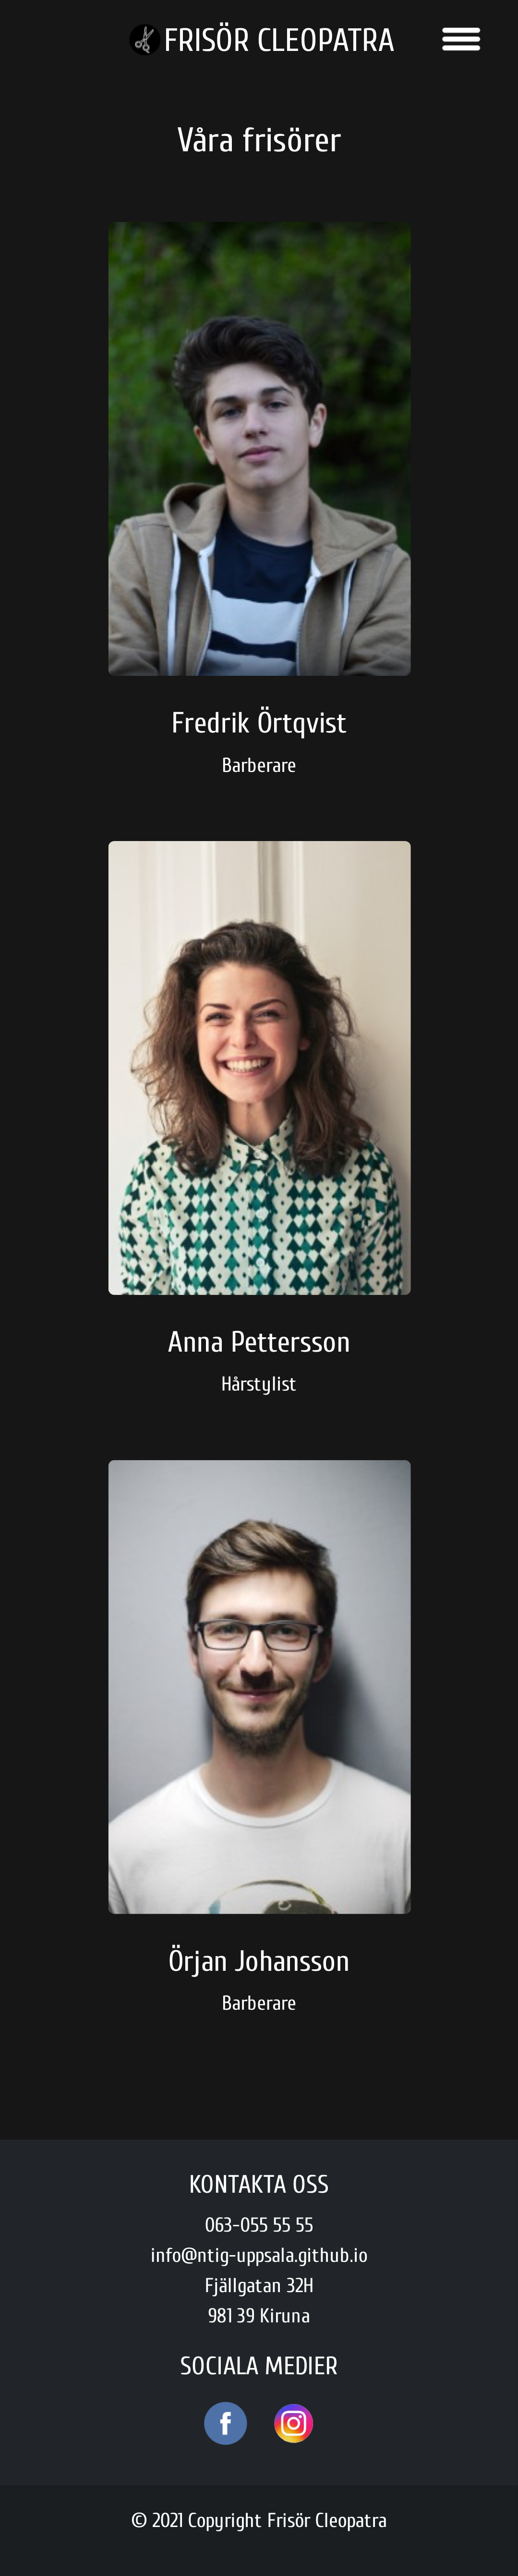 FRISÖR CLEOPATRA
Våra frisörer
Fredrik Örtqvist
Barberare
Anna Pettersson
Hårstylist
Örjan Johansson
Barberare
KONTAKTA OSS
063-055 55 55
info@ntig-uppsala.github.io
Fjällgatan 32H
981 39 Kiruna
SOCIALA MEDIER
© 2021 Copyright Frisör Cleopatra